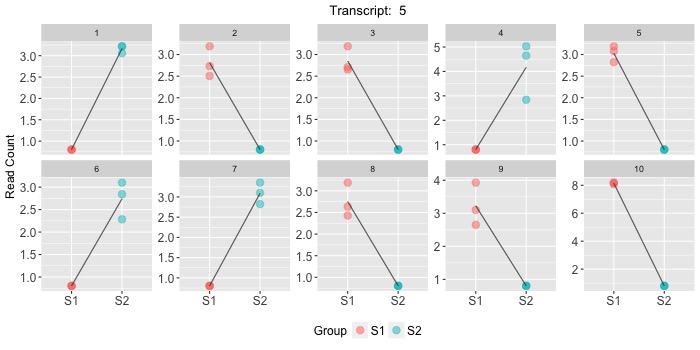 Transcript: 5
1 2 3 4 5
3.0 3.0 3.0 5 3.0
2.5 2.5 2.5 4 2.5
2.0 2.0 2.0 3 2.0
1.5 1.5 1.5 2 1.5
1.0 1.0 1.0 1 1.0
Read Count
6 7 8 9 10
3.0 3.0 3.0 4 8
2.5 2.5 2.5 3 6
2.0 2.0 2.0 2 4
1.5 1.5 1.5 1 2
1.0 1.0 1.0
S1 S2 S1 S2 S1 S2 S1 S2 S1 S2
Group S1 S2